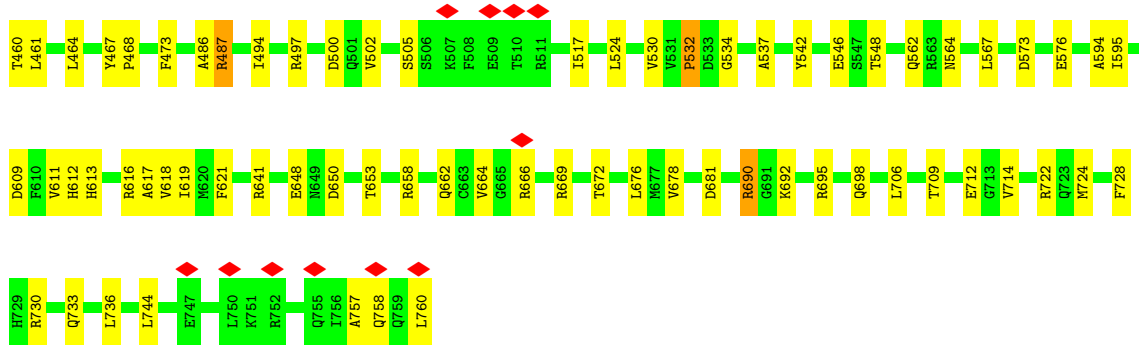 T460 L461 L464 Y467 P468 F473 A486 R487 I494 R497 D500 Q501 V502 S505 S506 K507 F508 E509 T510 R511 I517 L524 V530 V531 P532 D533 G534 A537 Y542 E546 S547 T548 Q562 R563 N564 L567 D573 E576 A594 I595
D609 F610 V611 H612 H613 R616 A617 V618 I619 M620 F621 R641 E648 N649 D650 T653 R658 Q662 C663 V664 G665 R666 R669 T672 L676 M677 V678 D681 R690 G691 K692 R695 Q698 L706 T709 E712 G713 V714 R722 Q723 M724 F728
H729 R730 Q733 L736 L744 E747 L750 K751 R752 Q755 I756 A757 Q758 Q759 L760